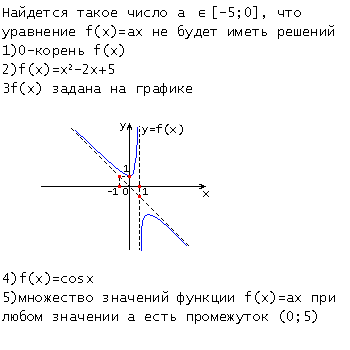 Найдется такое число а ∈[-5;0], что
уравнение f(x)=ax не будет иметь решений
1)0-корень f(x)
2)f(x)=x²-2x+5
3f(x) задана на графике
y
y=f(x)
1
-1 0 1
x
4)f(x)=cosx
5)множество значений функции f(x)=ax при
любом значении а есть промежуток (0;5)